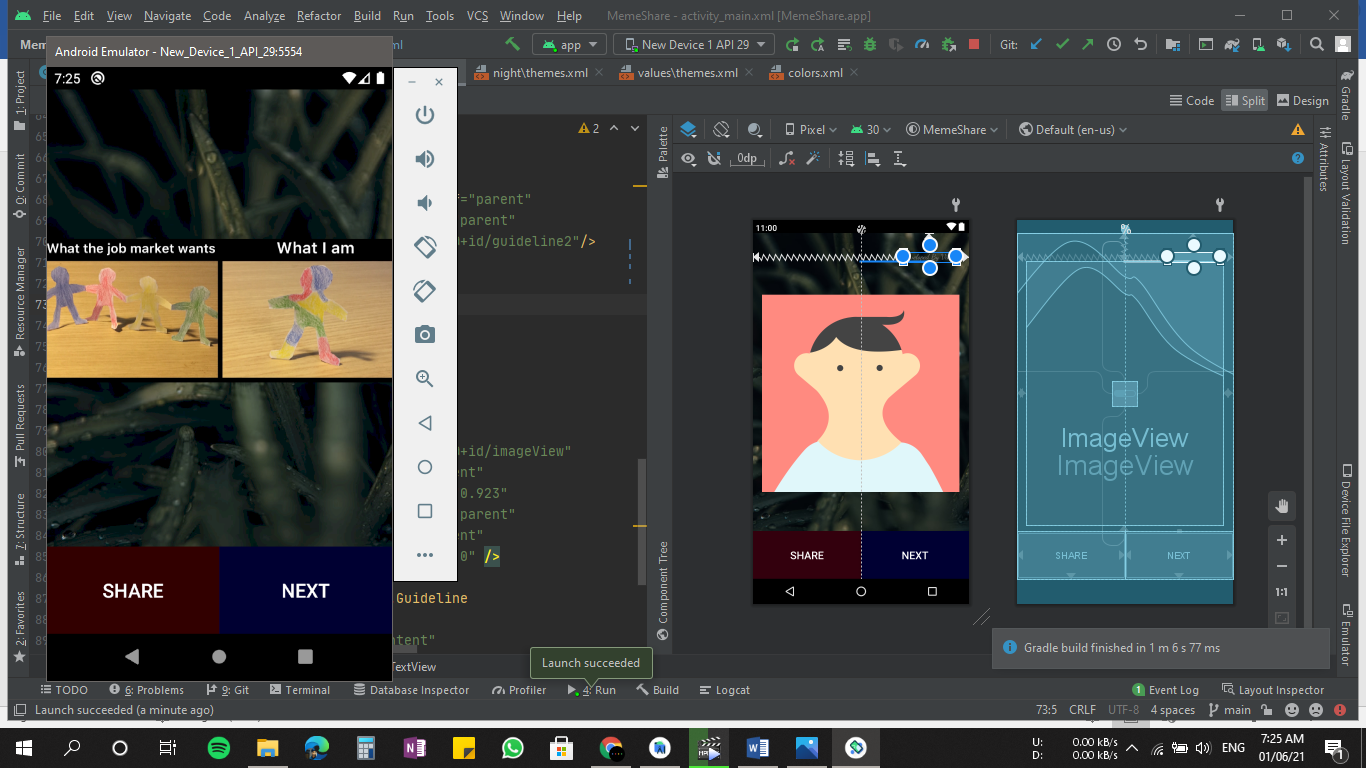 File Edit View Navigate Code Analyze Refactor Build Run Tools VCS Window Help MemeShare - activity_main.xml [MemeShare.app]
Android Emulator - New_Device_1_API_29:5554
app New Device 1 API 29 Git:
night\themes.xml values\themes.xml colors.xml
Code Split Design
7:25
2
Pixel 30 MemeShare Default (en-us)
0dp
="parent"
parent"
+id/guideline2"/>
+id/imageView"
ent"
0.923"
parent"
ent"
0" />
Guideline
ntent"
What the job market wants What I am
SHARE NEXT
11:00
SHARE NEXT
ImageView
ImageView
SHARE NEXT
1:1
1: Project
0: Commit
Resource Manager
Pull Requests
7: Structure
2: Favorites
Palette
Component Tree
Attributes
Gradle
Layout Validation
Device File Explorer
Emulator
Gradle build finished in 1 m 6 s 77 ms
TextView
Launch succeeded
TODO 6: Problems 9: Git Terminal Database Inspector Profiler 4: Run Build Logcat 1 Event Log Layout Inspector
Launch succeeded (a minute ago) 73:5 CRLF UTF-8 4 spaces main
U: 0.00 kB/s
D: 0.00 kB/s
ENG
7:25 AM
01/06/21
1